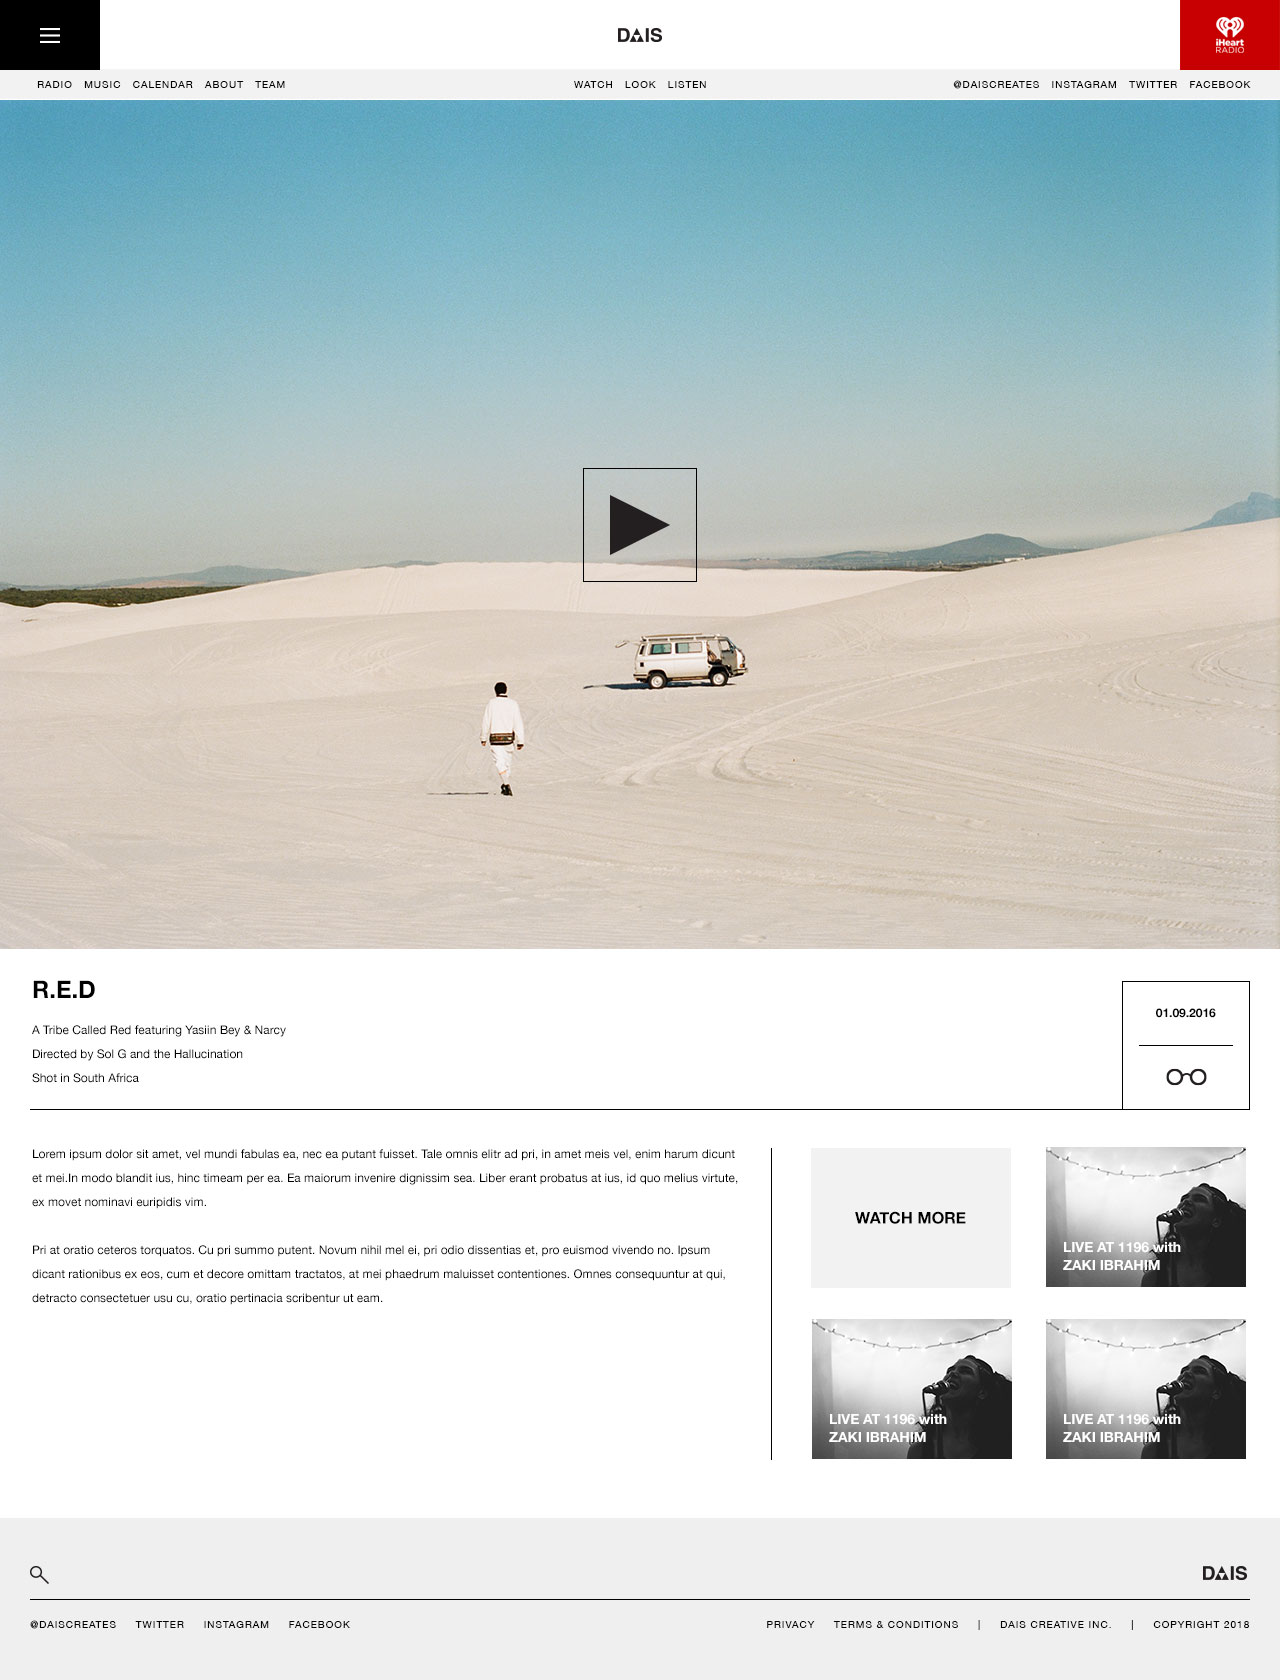 DAIS
iHeart
RADIO
RADIO MUSIC CALENDAR ABOUT TEAM
WATCH LOOK LISTEN
@DAISCREATES INSTAGRAM TWITTER FACEBOOK
R.E.D
A Tribe Called Red featuring Yasiin Bey & Narcy
Directed by Sol G and the Hallucination
Shot in South Africa
01.09.2016
Lorem ipsum dolor sit amet, vel mundi fabulas ea, nec ea putant fuisset. Tale omnis elitr ad pri, in amet meis vel, enim harum dicunt
et mei.In modo blandit ius, hinc timeam per ea. Ea maiorum invenire dignissim sea. Liber erant probatus at ius, id quo melius virtute,
ex movet nominavi euripidis vim.
Pri at oratio ceteros torquatos. Cu pri summo putent. Novum nihil mel ei, pri odio dissentias et, pro euismod vivendo no. Ipsum
dicant rationibus ex eos, cum et decore omittam tractatos, at mei phaedrum maluisset contentiones. Omnes consequuntur at qui,
detracto consectetuer usu cu, oratio pertinacia scribentur ut eam.
WATCH MORE
LIVE AT 1196 with
ZAKI IBRAHIM
LIVE AT 1196 with
ZAKI IBRAHIM
LIVE AT 1196 with
ZAKI IBRAHIM
DAIS
@DAISCREATES TWITTER INSTAGRAM FACEBOOK
PRIVACY TERMS & CONDITIONS | DAIS CREATIVE INC. | COPYRIGHT 2018